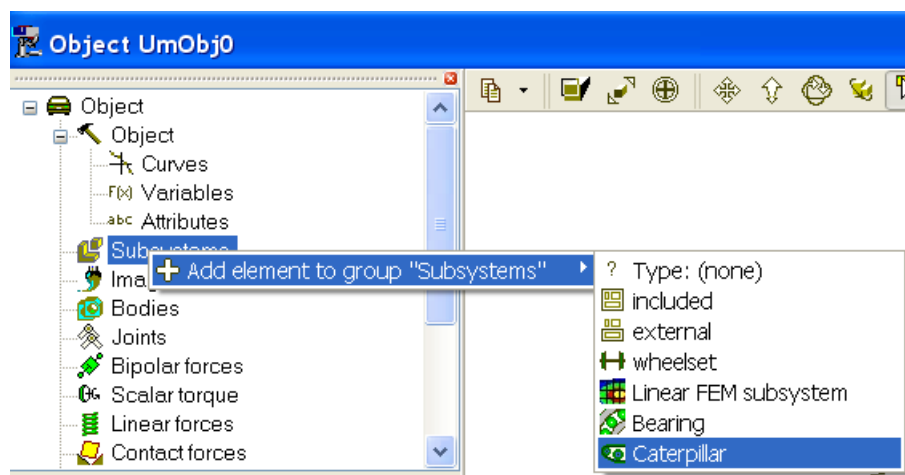 Object UmObj0
Object
Object
Curves
F(x) Variables
abc Attributes
Subsystems
Add element to group "Subsystems"
? Type: (none)
included
external
wheelset
Linear FEM subsystem
Bearing
Caterpillar
Ima
Bodies
Joints
Bipolar forces
Scalar torque
Linear forces
Contact forces